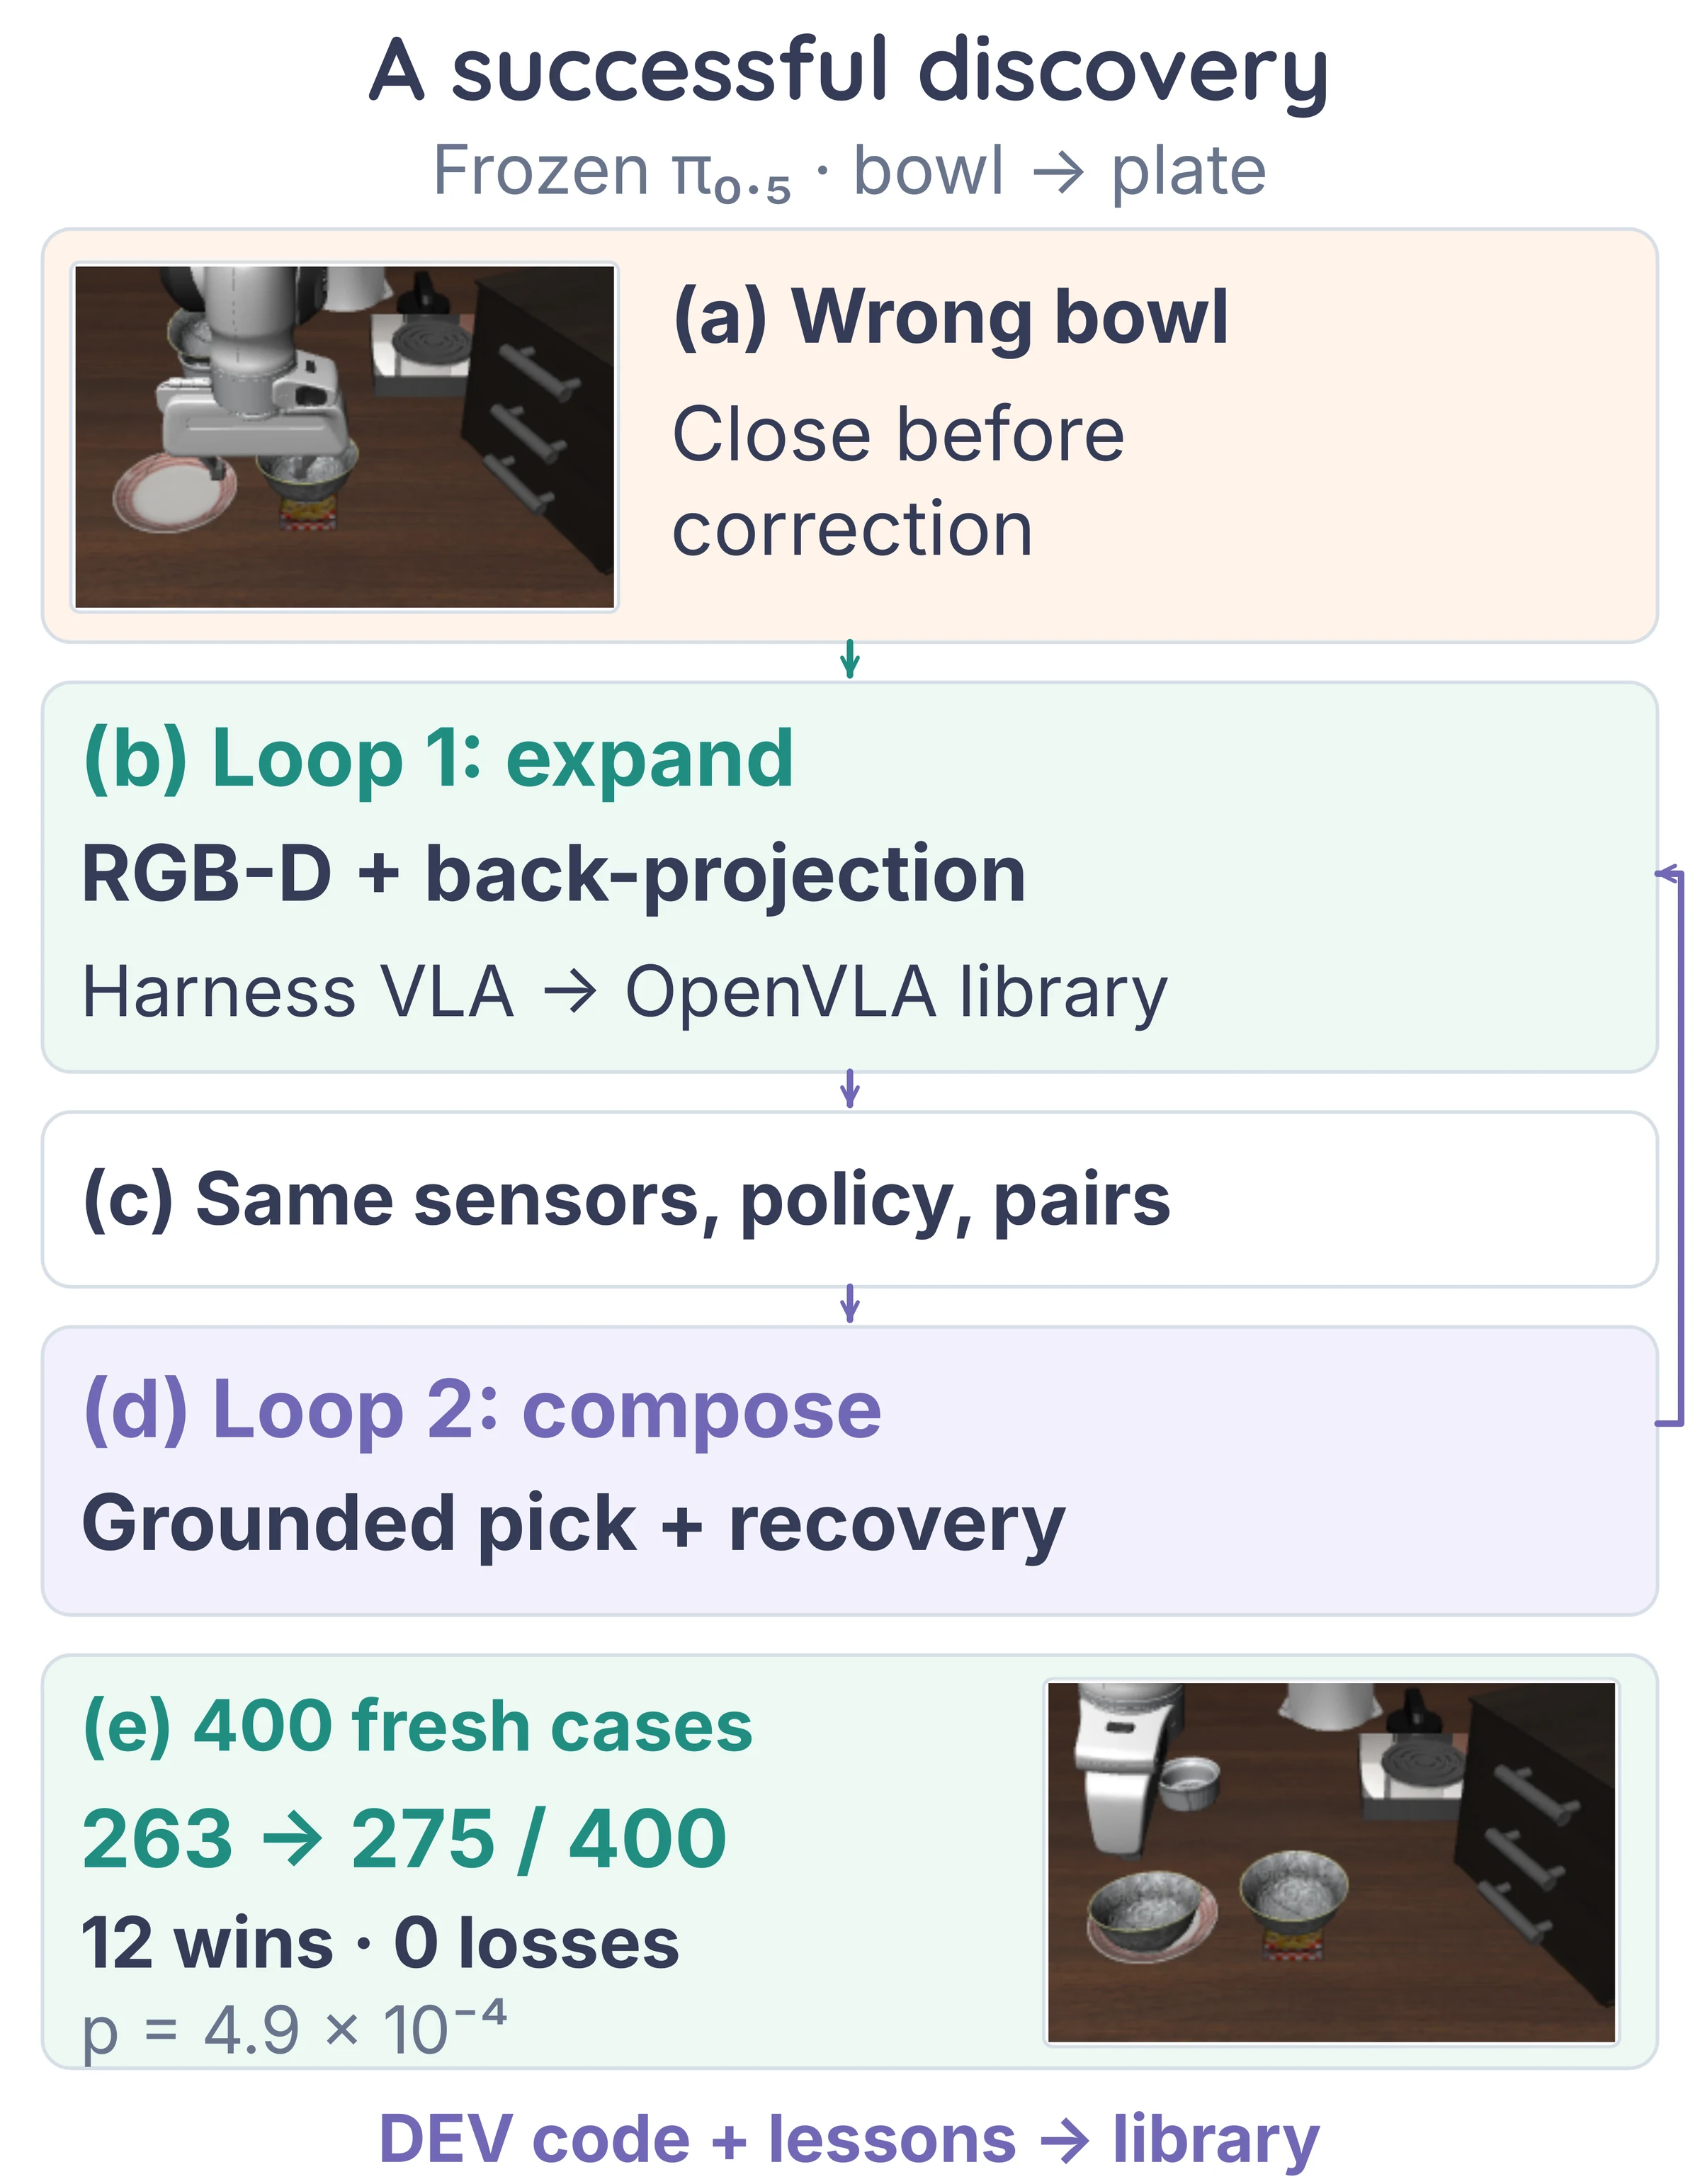 A successful discovery
Frozen π₀.₅ · bowl → plate
(a) Wrong bowl
Close before
correction
(b) Loop 1: expand
RGB-D + back-projection
Harness VLA → OpenVLA library
(c) Same sensors, policy, pairs
(d) Loop 2: compose
Grounded pick + recovery
(e) 400 fresh cases
263 → 275 / 400
12 wins · 0 losses
p = 4.9 × 10⁻⁴
DEV code + lessons → library